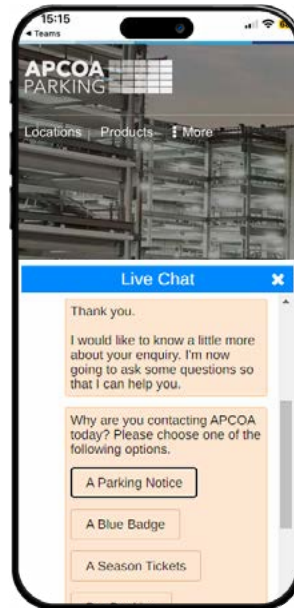 15:15
◄ Teams
APCOA
PARKING
Locations
Products
More
Live Chat
Thank you.
I would like to know a little more
about your enquiry. I'm now
going to ask some questions so
that I can help you.
Why are you contacting APCOA
today? Please choose one of the
following options.
A Parking Notice
A Blue Badge
A Season Tickets